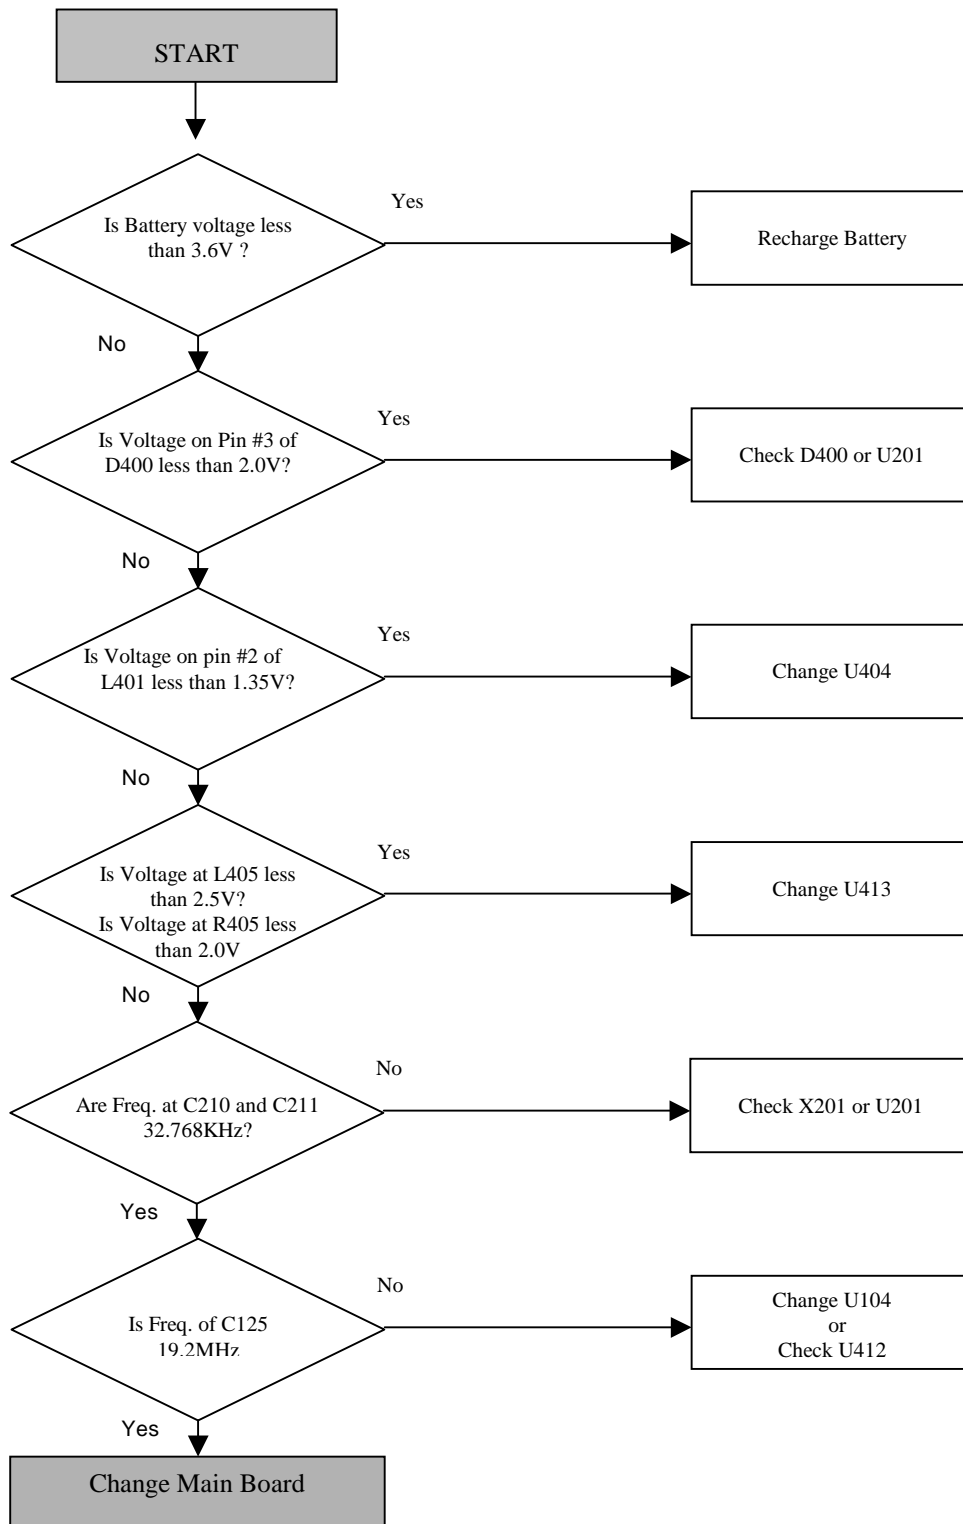 START
Is Battery voltage less
than 3.6V ?
Yes
Recharge Battery
No
Is Voltage on Pin #3 of
D400 less than 2.0V?
Yes
Check D400 or U201
No
Is Voltage on pin #2 of
L401 less than 1.35V?
Yes
Change U404
No
Is Voltage at L405 less
than 2.5V?
Is Voltage at R405 less
than 2.0V
Yes
Change U413
No
Are Freq. at C210 and C211
32.768KHz?
No
Check X201 or U201
Yes
Is Freq. of C125
19.2MHz
No
Change U104
or
Check U412
Yes
Change Main Board